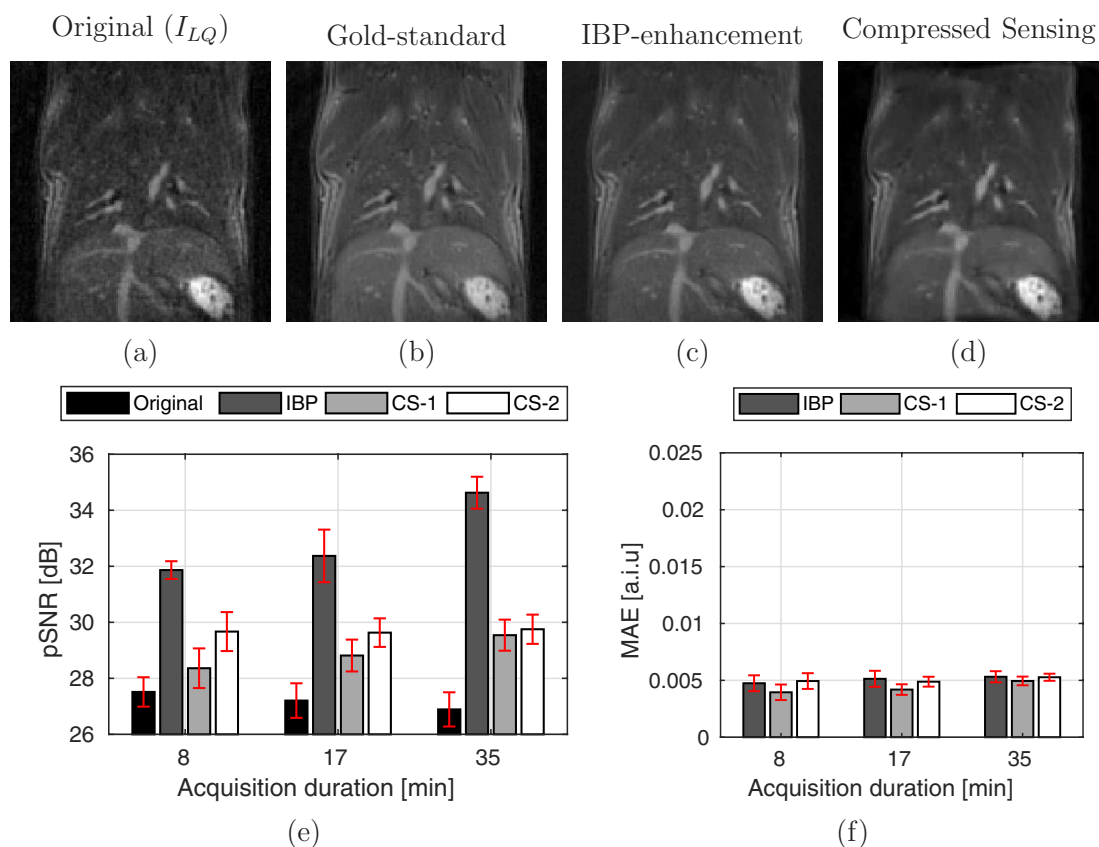 Original (I_LQ)
Gold-standard
IBP-enhancement
Compressed Sensing
(a)
(b)
(c)
(d)
Original IBP CS-1 CS-2
36
34
32
30
28
26
pSNR [dB]
8 17 35
Acquisition duration [min]
(e)
IBP CS-1 CS-2
0.025
0.02
0.015
0.01
0.005
0
MAE [a.i.u]
8 17 35
Acquisition duration [min]
(f)